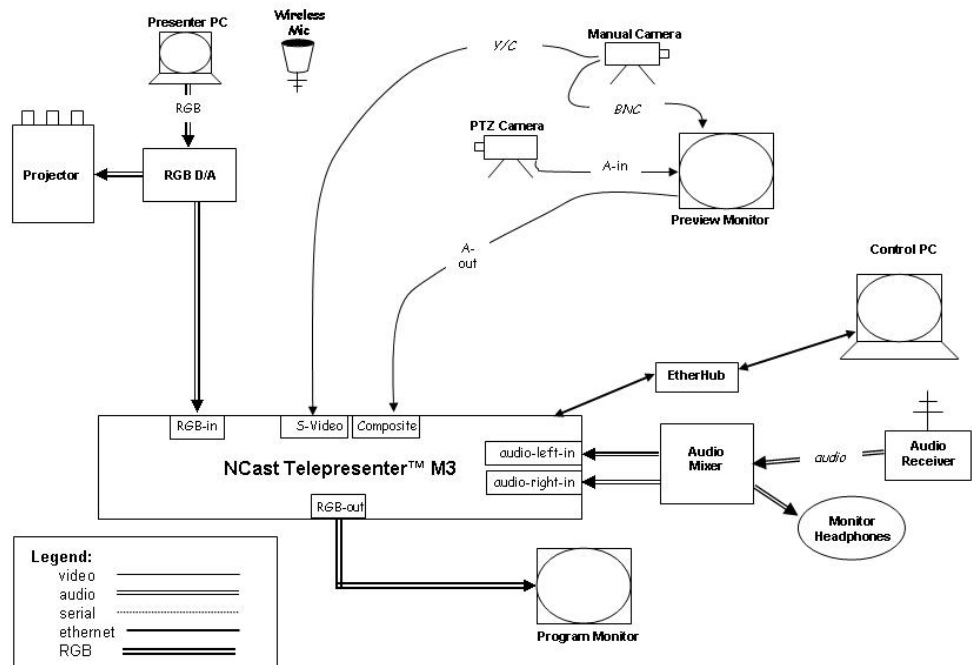 Presenter PC
Wireless
Mic
Manual Camera
Y/C
RGB
BNC
PTZ Camera
Projector
RGB D/A
A-in
Preview Monitor
A-
out
Control PC
EtherHub
RGB-in
S-Video
Composite
NCast Telepresenter™ M3
audio-left-in
audio-right-in
Audio
Mixer
audio
Audio
Receiver
RGB-out
Monitor
Headphones
Legend:
video
audio
serial
ethernet
RGB
Program Monitor